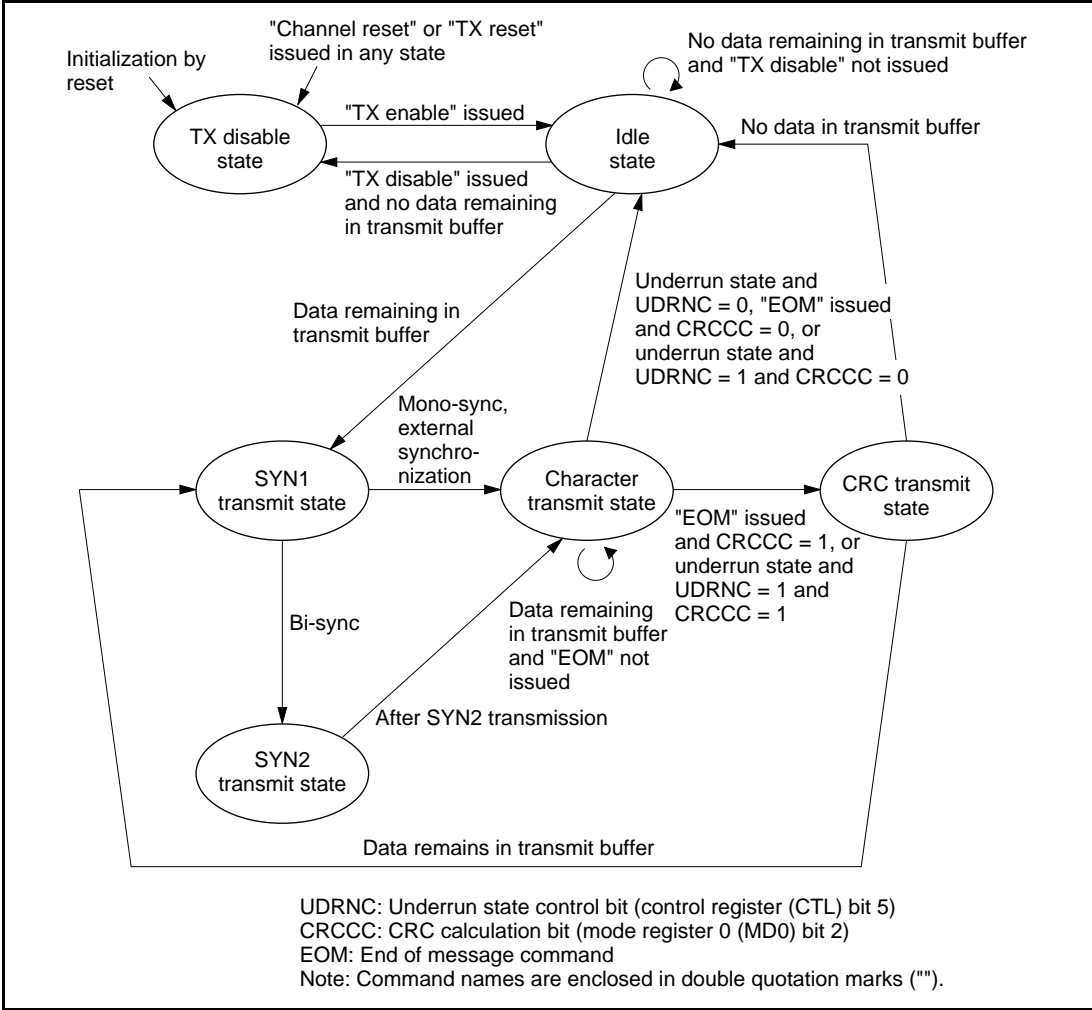 "Channel reset" or "TX reset"
issued in any state
Initialization by
reset
No data remaining in transmit buffer
and "TX disable" not issued
TX disable
state
"TX enable" issued
Idle
state
No data in transmit buffer
"TX disable" issued
and no data remaining
in transmit buffer
Data remaining in
transmit buffer
Underrun state and
UDRNC = 0, "EOM" issued
and CRCCC = 0, or
underrun state and
UDRNC = 1 and CRCCC = 0
Mono-sync,
external
synchro-
nization
SYN1
transmit state
Character
transmit state
CRC transmit
state
"EOM" issued
and CRCCC = 1, or
underrun state and
UDRNC = 1 and
CRCCC = 1
Bi-sync
Data remaining
in transmit buffer
and "EOM" not
issued
After SYN2 transmission
SYN2
transmit state
Data remains in transmit buffer
UDRNC: Underrun state control bit (control register (CTL) bit 5)
CRCCC: CRC calculation bit (mode register 0 (MD0) bit 2)
EOM: End of message command
Note: Command names are enclosed in double quotation marks ("").